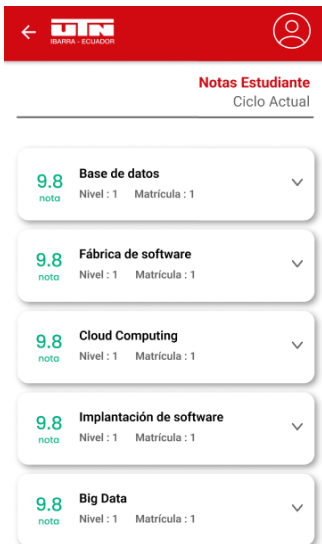 UTN
IBARRA - ECUADOR
Notas Estudiante
Ciclo Actual
9.8
nota
Base de datos
Nivel : 1 Matrícula : 1
9.8
nota
Fábrica de software
Nivel : 1 Matrícula : 1
9.8
nota
Cloud Computing
Nivel : 1 Matrícula : 1
9.8
nota
Implantación de software
Nivel : 1 Matrícula : 1
9.8
nota
Big Data
Nivel : 1 Matrícula : 1